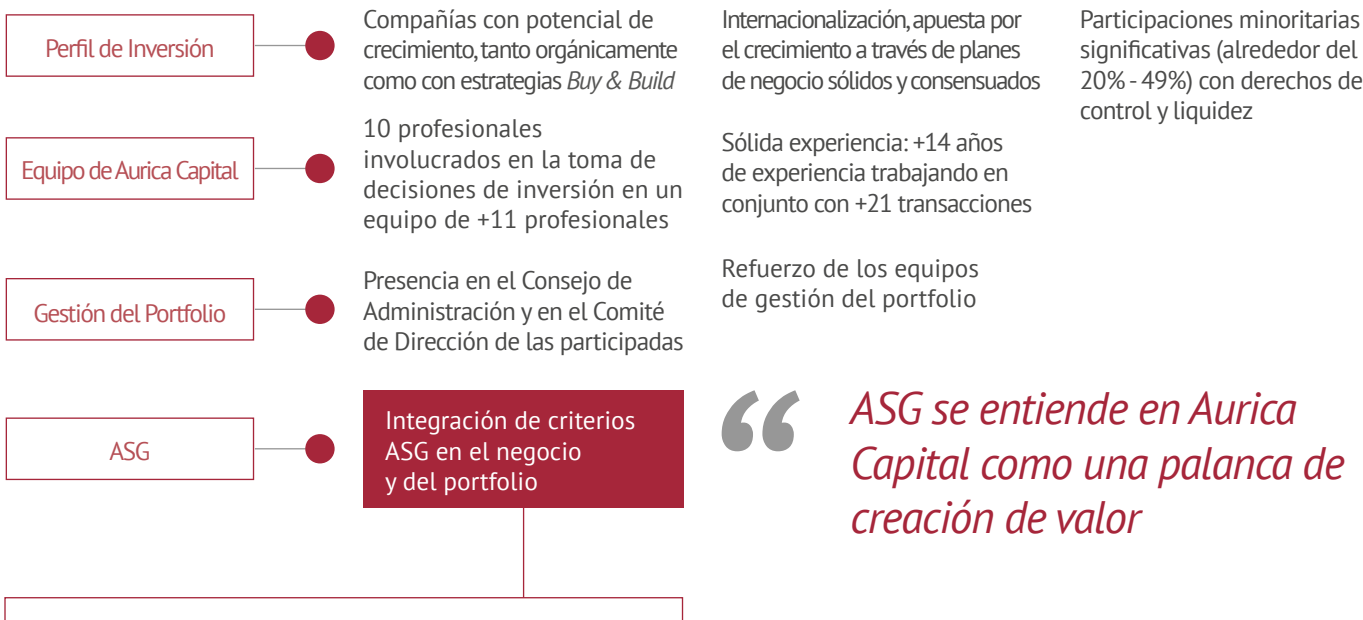 Perfil de Inversión
Compañías con potencial de
crecimiento, tanto orgánicamente
como con estrategias Buy & Build
Internacionalización, apuesta por
el crecimiento a través de planes
de negocio sólidos y consensuados
Participaciones minoritarias
significativas (alrededor del
20% - 49%) con derechos de
control y liquidez
Equipo de Aurica Capital
10 profesionales
involucrados en la toma de
decisiones de inversión en un
equipo de +11 profesionales
Sólida experiencia: +14 años
de experiencia trabajando en
conjunto con +21 transacciones
Gestión del Portfolio
Presencia en el Consejo de
Administración y en el Comité
de Dirección de las participadas
Refuerzo de los equipos
de gestión del portfolio
ASG
Integración de criterios
ASG en el negocio
y del portfolio
“ ASG se entiende en Aurica
Capital como una palanca de
creación de valor